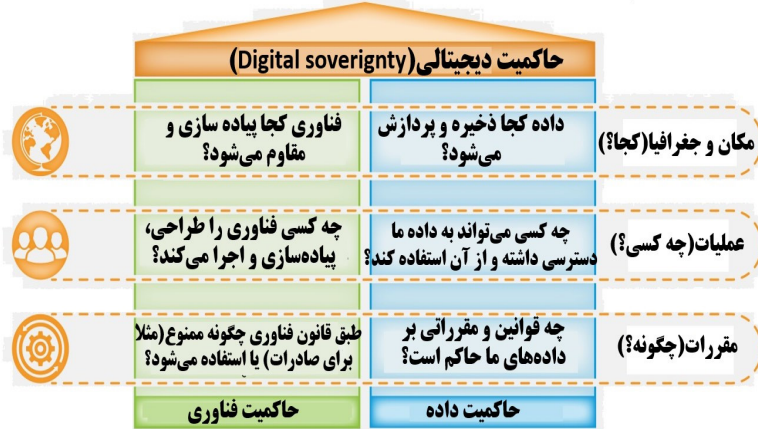 حاکمیت دیجیتالی(Digital soverignty)
مکان و جغرافیا(کجا؟)
داده کجا ذخیره و پردازش
می‌شود؟
فناوری کجا پیاده سازی و
مقاوم می‌شود؟
عملیات(چه کسی؟)
چه کسی می‌تواند به داده ما
دسترسی داشته و از آن استفاده کند؟
چه کسی فناوری را طراحی،
پیاده‌سازی و اجرا می‌کند؟
مقررات(چگونه؟)
چه قوانین و مقرراتی بر
داده‌های ما حاکم است؟
طبق قانون فناوری چگونه ممنوع(مثلا
برای صادرات) یا استفاده می‌شود؟
حاکمیت داده
حاکمیت فناوری